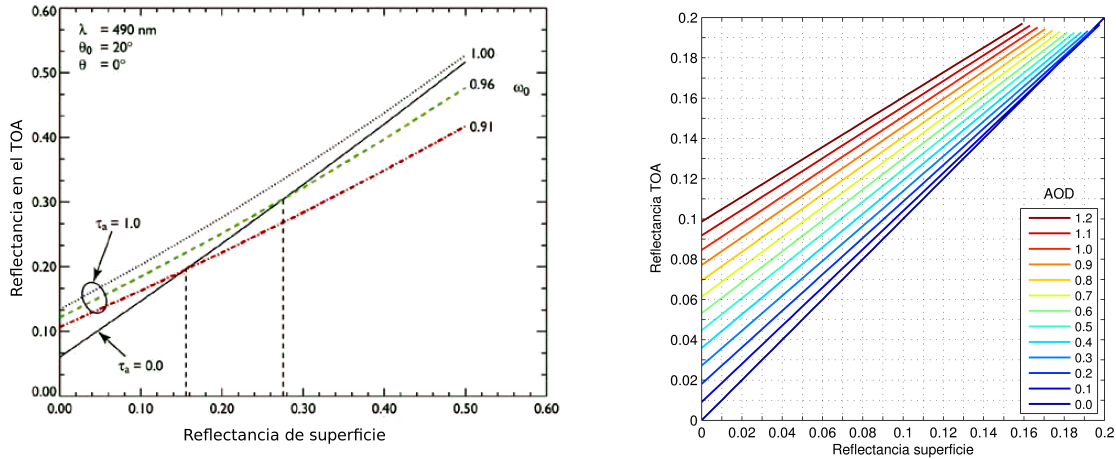 λ = 490 nm
θ₀ = 20°
θ = 0°
Reflectancia en el TOA
0.60
0.50
0.40
0.30
0.20
0.10
0.00
1.00
0.96
ω₀
0.91
τₐ = 1.0
τₐ = 0.0
0.00 0.10 0.20 0.30 0.40 0.50 0.60
Reflectancia de superficie
Reflectancia TOA
0.2
0.18
0.16
0.14
0.12
0.1
0.08
0.06
0.04
0.02
0
AOD
1.2
1.1
1.0
0.9
0.8
0.7
0.6
0.5
0.4
0.3
0.2
0.1
0.0
0 0.02 0.04 0.06 0.08 0.1 0.12 0.14 0.16 0.18 0.2
Reflectancia superficie